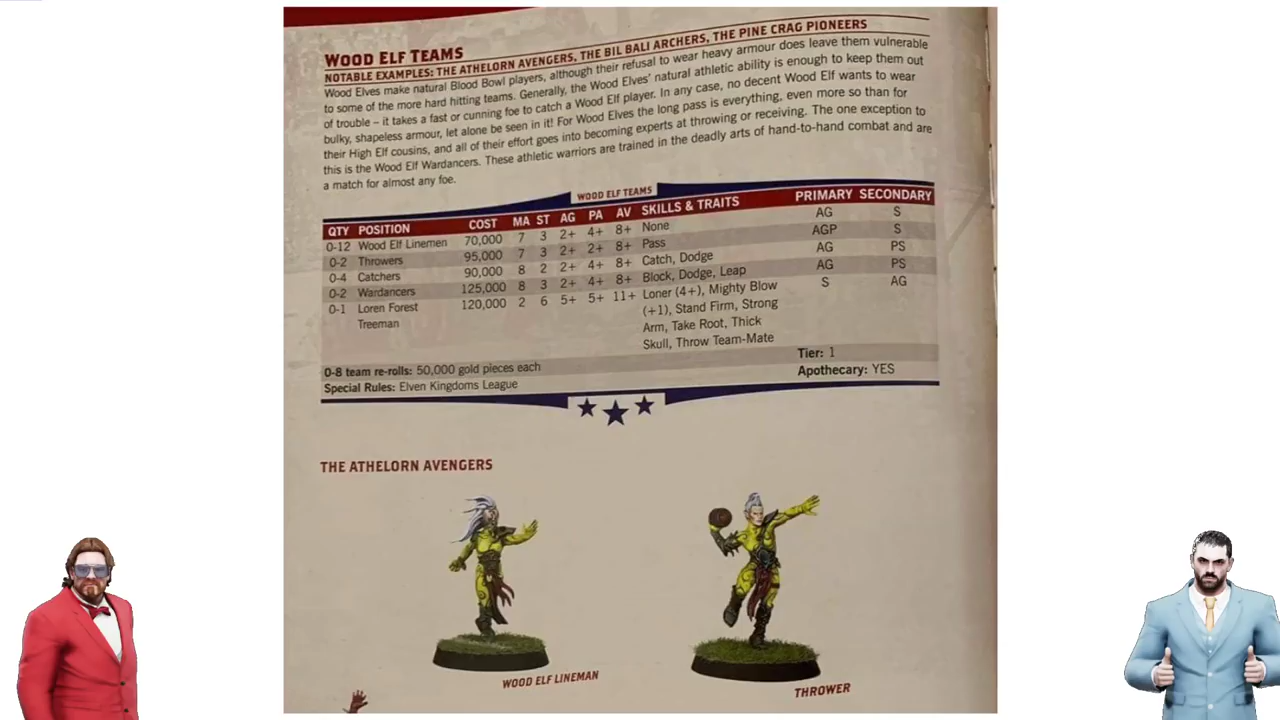 WOOD ELF TEAMS
NOTABLE EXAMPLES: THE ATHELORN AVENGERS, THE BIL BALI ARCHERS, THE PINE CRAG PIONEERS
Wood Elves make natural Blood Bowl players, although their refusal to wear heavy armour does leave them vulnerable
to some of the more hard hitting teams. Generally, the Wood Elves' natural athletic ability is enough to keep them out
of trouble – it takes a fast or cunning foe to catch a Wood Elf player. In any case, no decent Wood Elf wants to wear
bulky, shapeless armour, let alone be seen in it! For Wood Elves the long pass is everything, even more so than for
their High Elf cousins, and all of their effort goes into becoming experts at throwing or receiving. The one exception to
this is the Wood Elf Wardancers. These athletic warriors are trained in the deadly arts of hand-to-hand combat and are
a match for almost any foe.
WOOD ELF TEAMS
QTY POSITION COST MA ST AG PA AV SKILLS & TRAITS PRIMARY SECONDARY
0-12 Wood Elf Linemen 70,000 7 3 2+ 4+ 8+ None AG S
0-2 Throwers 95,000 7 3 2+ 2+ 8+ Pass AGP S
0-4 Catchers 90,000 8 2 2+ 4+ 8+ Catch, Dodge AG PS
0-2 Wardancers 125,000 8 3 2+ 4+ 8+ Block, Dodge, Leap AG PS
0-1 Loren Forest 120,000 2 6 5+ 5+ 11+ Loner (4+), Mighty Blow S AG
Treeman (+1), Stand Firm, Strong
Arm, Take Root, Thick
Skull, Throw Team-Mate
0-8 team re-rolls: 50,000 gold pieces each Tier: 1
Special Rules: Elven Kingdoms League Apothecary: YES
THE ATHELORN AVENGERS
WOOD ELF LINEMAN
THROWER